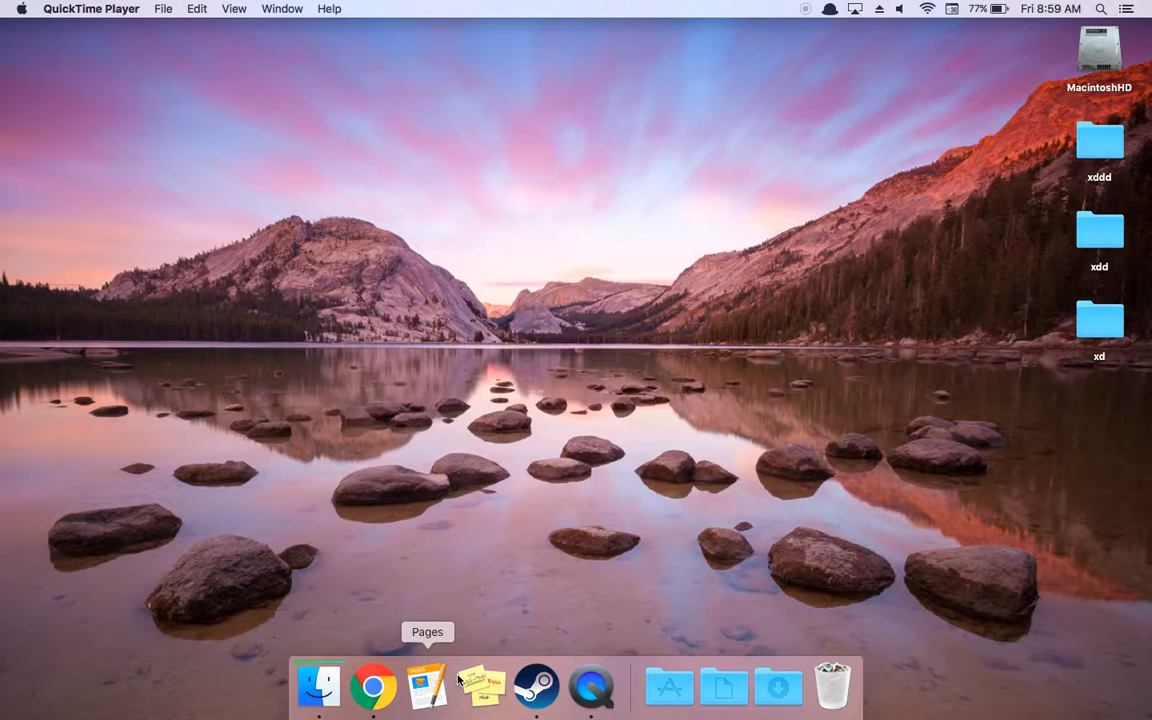 QuickTime Player File Edit View Window Help 77% Fri 8:59 AM
MacintoshHD
xddd
xdd
xd
Pages